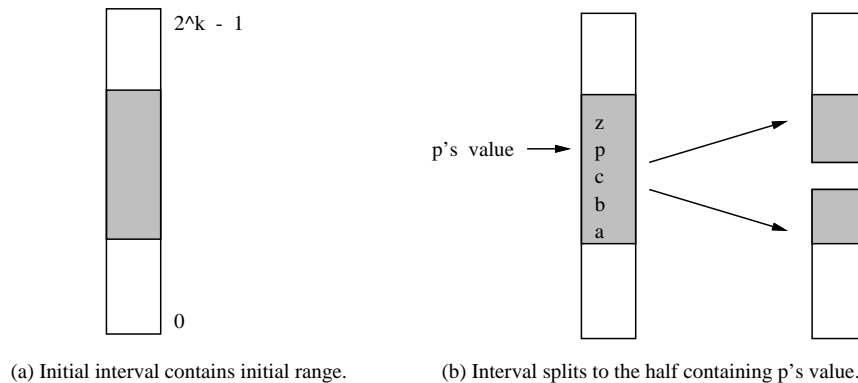 2^k - 1
0
(a) Initial interval contains initial range.
p's value
z
p
c
b
a
(b) Interval splits to the half containing p's value.